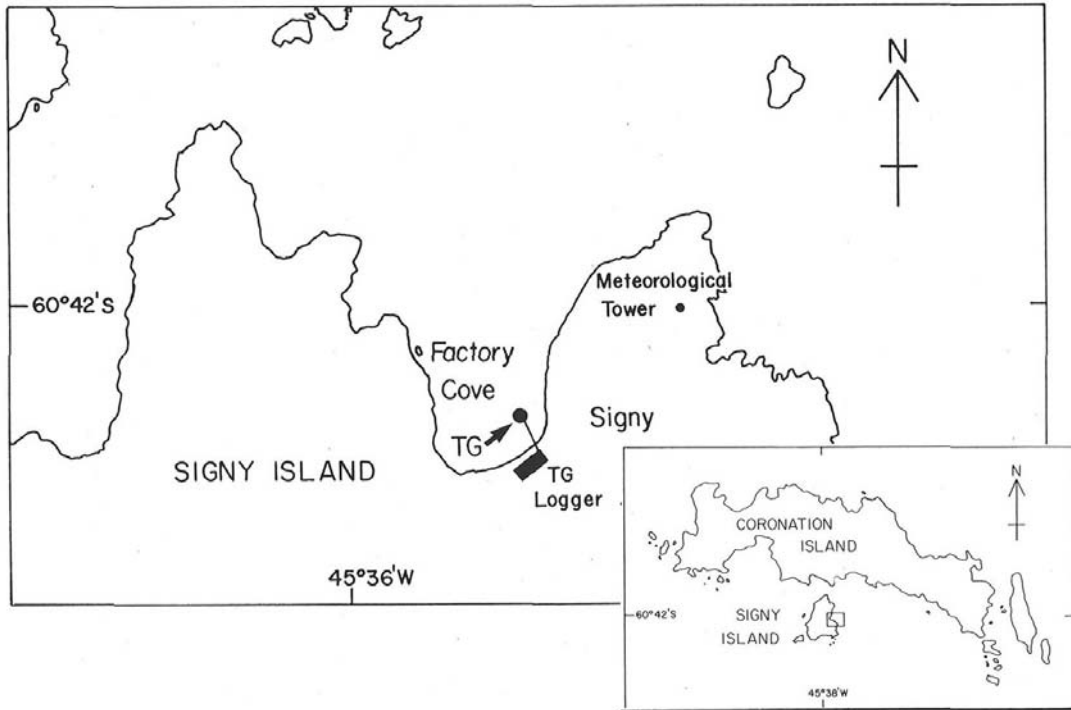 N
Meteorological
Tower
60°42'S
Factory
Cove
TG
Signy
SIGNY ISLAND
TG
Logger
45°36'W
N
CORONATION
ISLAND
60°42'S
SIGNY
ISLAND
45°38'W